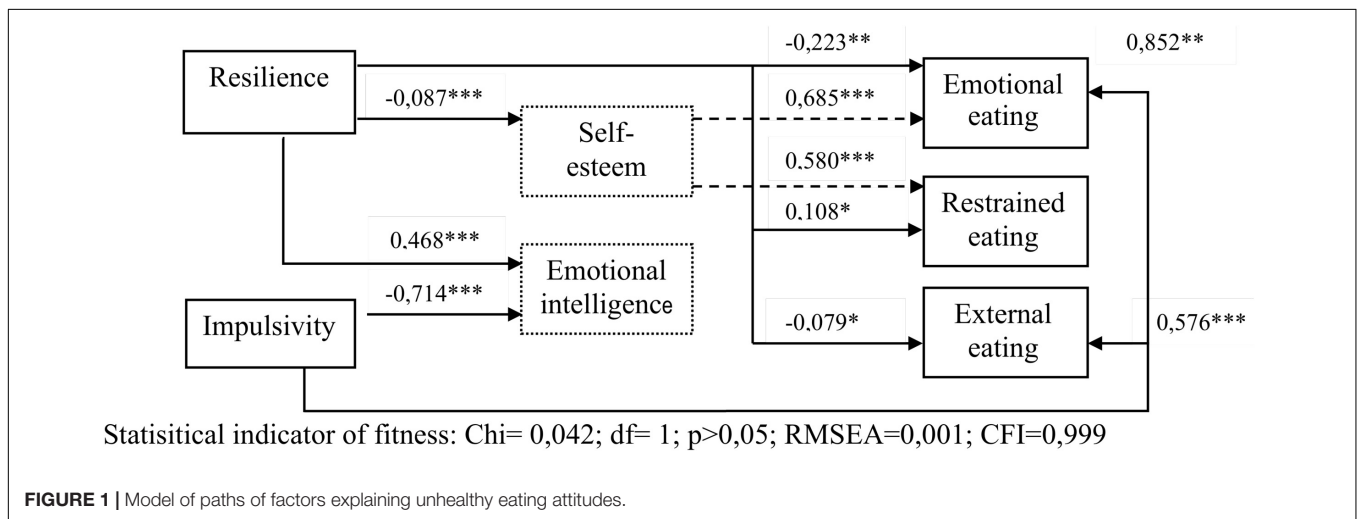 -0,223**
0,852**
Resilience
-0,087***
0,685***
Emotional
eating
Self-
esteem
0,580***
0,108*
Restrained
eating
0,468***
Emotional
intelligence
-0,714***
Impulsivity
-0,079*
External
eating
0,576***
Statisitical indicator of fitness: Chi= 0,042; df= 1; p>0,05; RMSEA=0,001; CFI=0,999
FIGURE 1 | Model of paths of factors explaining unhealthy eating attitudes.